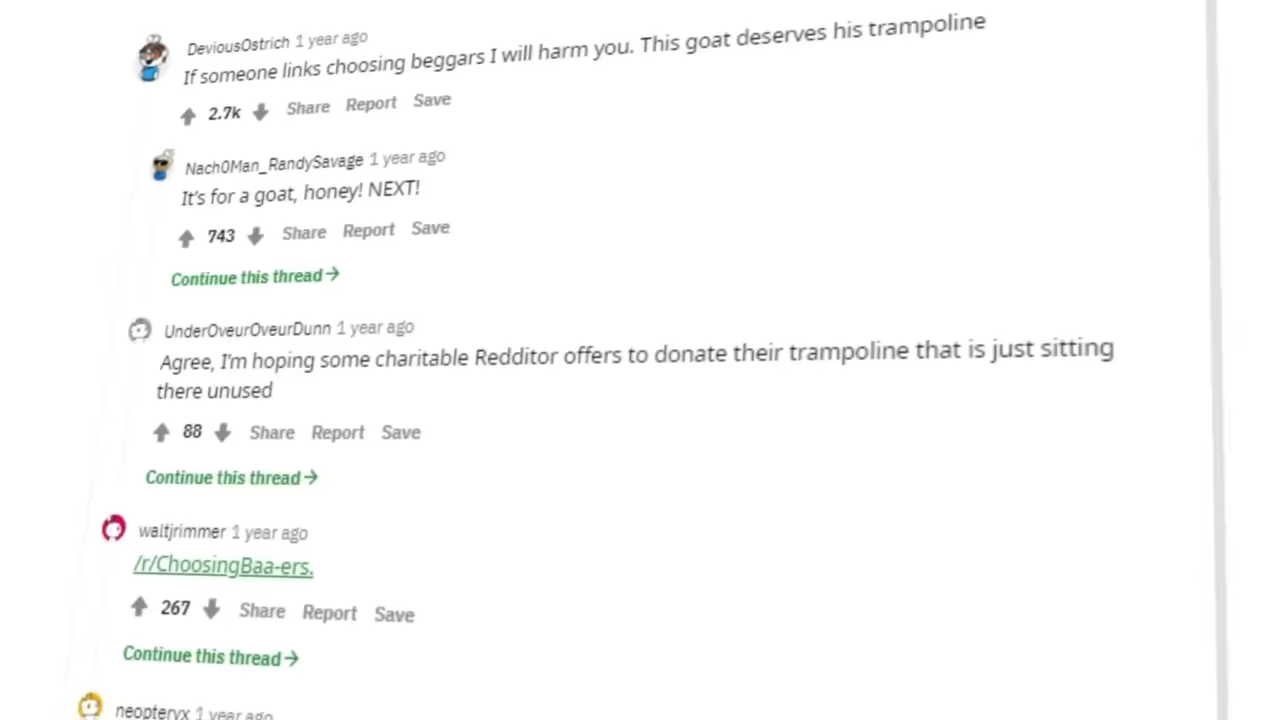 DeviousOstrich 1 year ago
If someone links choosing beggars I will harm you. This goat deserves his trampoline
2.7k Share Report Save
Nach0Man_RandySavage 1 year ago
It's for a goat, honey! NEXT!
743 Share Report Save
Continue this thread→
UnderOveurOveurDunn 1 year ago
Agree, I'm hoping some charitable Redditor offers to donate their trampoline that is just sitting
there unused
88 Share Report Save
Continue this thread→
waltjrimmer 1 year ago
/r/ChoosingBaa-ers.
267 Share Report Save
Continue this thread→
neopteryx 1 year ago